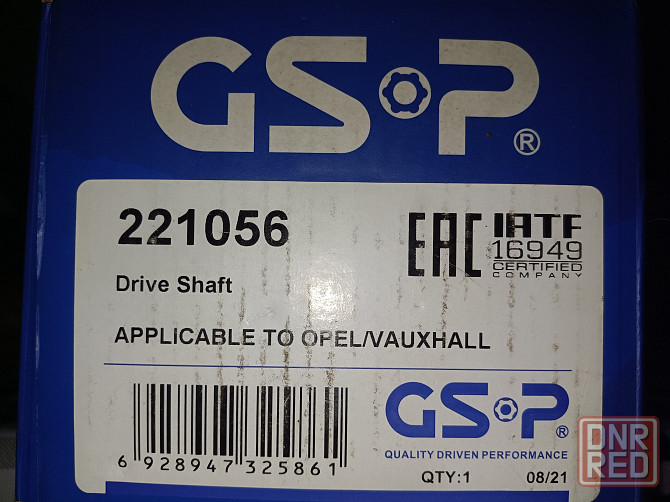 GSP®
221056
EAC
IATF
16949
CERTIFIED
COMPANY
Drive Shaft
APPLICABLE TO OPEL/VAUXHALL
6 928947 325861
GSP®
QUALITY DRIVEN PERFORMANCE
QTY:1 08/21
DNR
RED